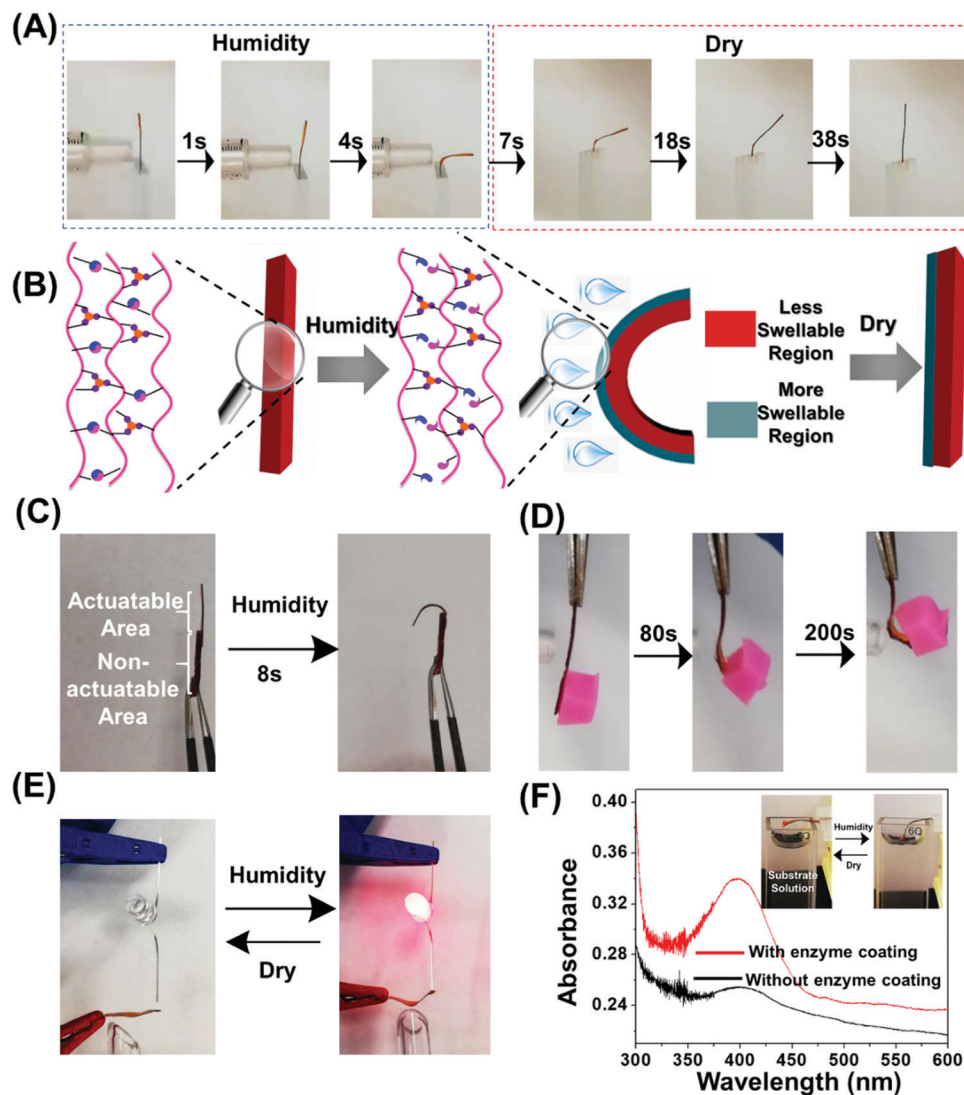 (A)
Humidity
Dry
1s
4s
7s
18s
38s
(B)
Humidity
Less
Swellable
Region
More
Swellable
Region
Dry
(C)
Actuatable
Area
Non-
actuatable
Area
Humidity
8s
(D)
80s
200s
(E)
Humidity
Dry
(F)
Absorbance
0.40
0.36
0.32
0.28
0.24
Humidity
Dry
Substrate
Solution
With enzyme coating
Without enzyme coating
300
350
400
450
500
550
600
Wavelength (nm)